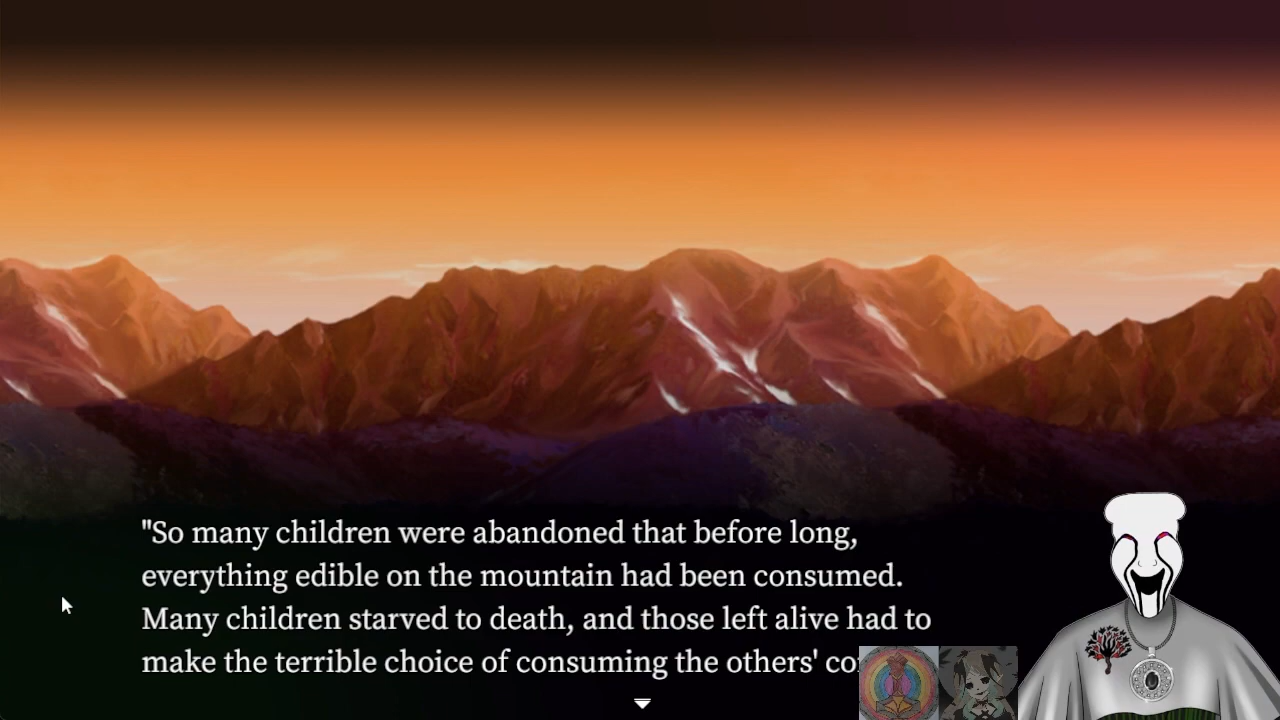 "So many children were abandoned that before long,
everything edible on the mountain had been consumed.
Many children starved to death, and those left alive had to
make the terrible choice of consuming the others'